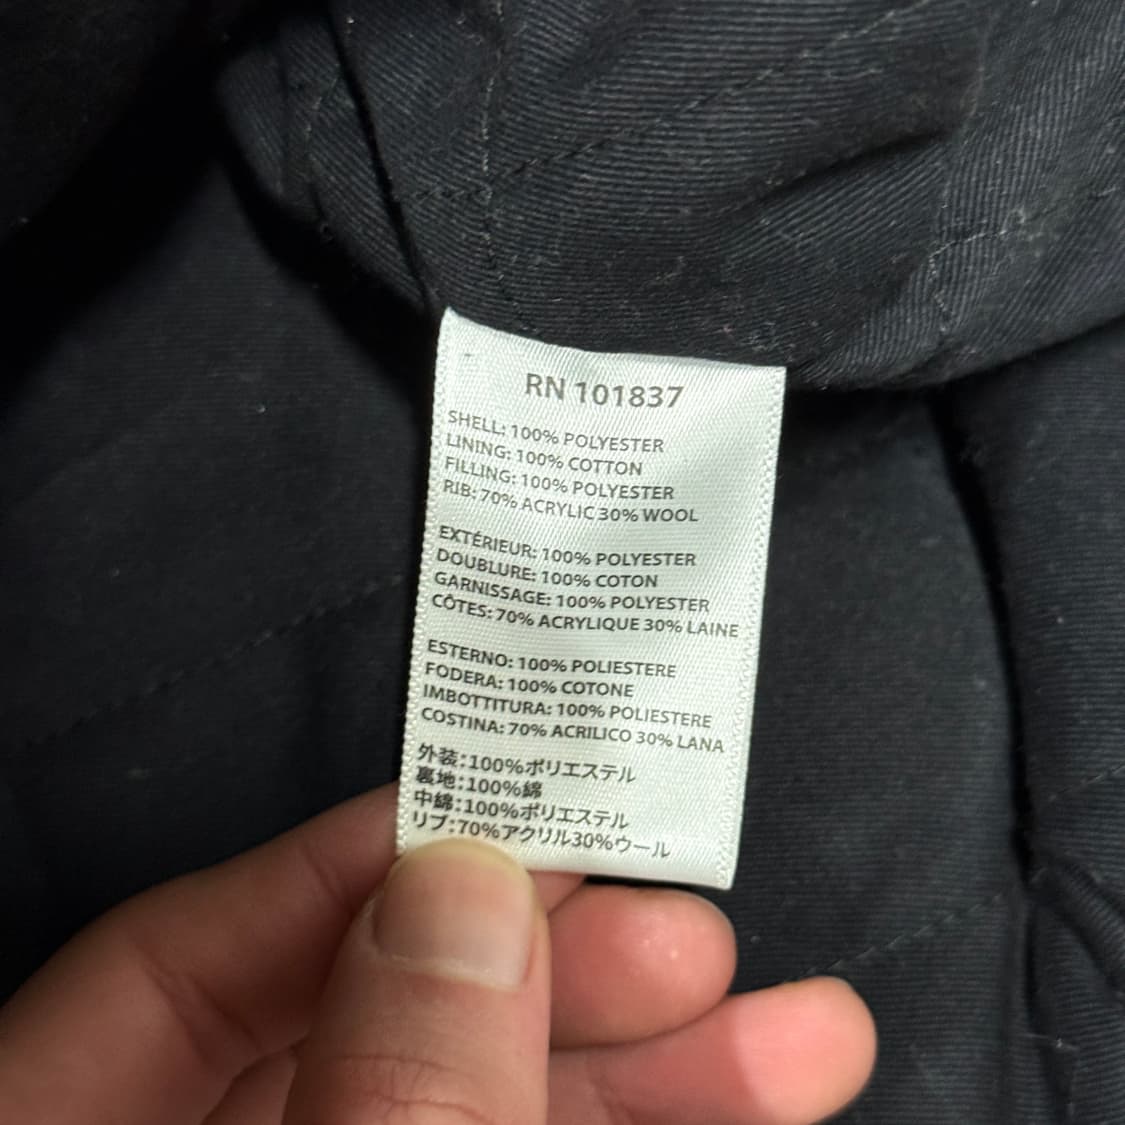 RN 101837
SHELL: 100% POLYESTER
LINING: 100% COTTON
FILLING: 100% POLYESTER
RIB: 70% ACRYLIC 30% WOOL
EXTÉRIEUR: 100% POLYESTER
DOUBLURE: 100% COTON
GARNISSAGE: 100% POLYESTER
CÔTES: 70% ACRYLIQUE 30% LAINE
ESTERNO: 100% POLIESTERE
FODERA: 100% COTONE
IMBOTTITURA: 100% POLIESTERE
COSTINA: 70% ACRILICO 30% LANA
外装:100%ポリエステル
裏地:100%綿
中綿:100%ポリエステル
リブ:70%アクリル30%ウール